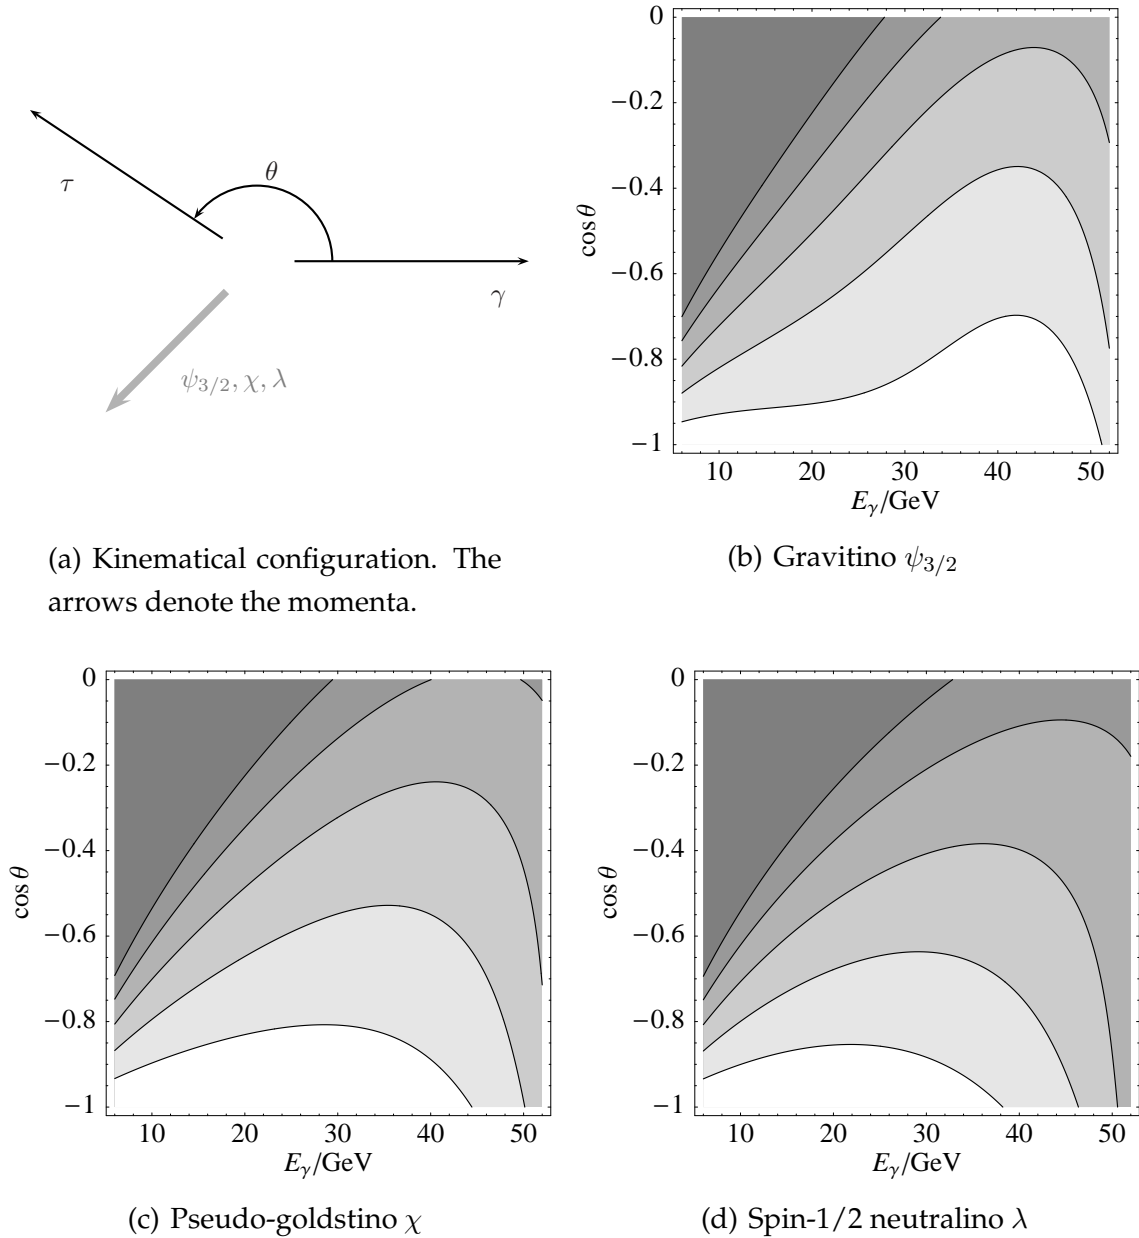 τ
θ
γ
ψ3/2, χ, λ
(a) Kinematical configuration. The
arrows denote the momenta.
0
−0.2
−0.4
−0.6
−0.8
−1
cos θ
10 20 30 40 50
Eγ/GeV
(b) Gravitino ψ3/2
0
−0.2
−0.4
−0.6
−0.8
−1
cos θ
10 20 30 40 50
Eγ/GeV
(c) Pseudo-goldstino χ
0
−0.2
−0.4
−0.6
−0.8
−1
cos θ
10 20 30 40 50
Eγ/GeV
(d) Spin-1/2 neutralino λ